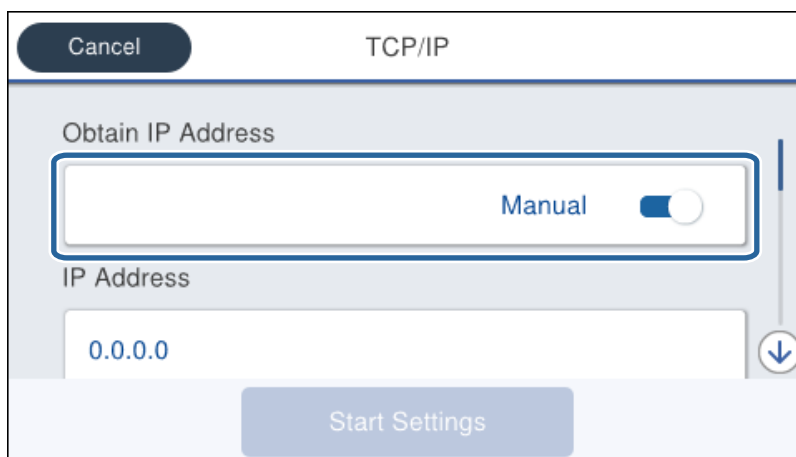 Cancel
TCP/IP
Obtain IP Address
Manual
IP Address
0.0.0.0
Start Settings